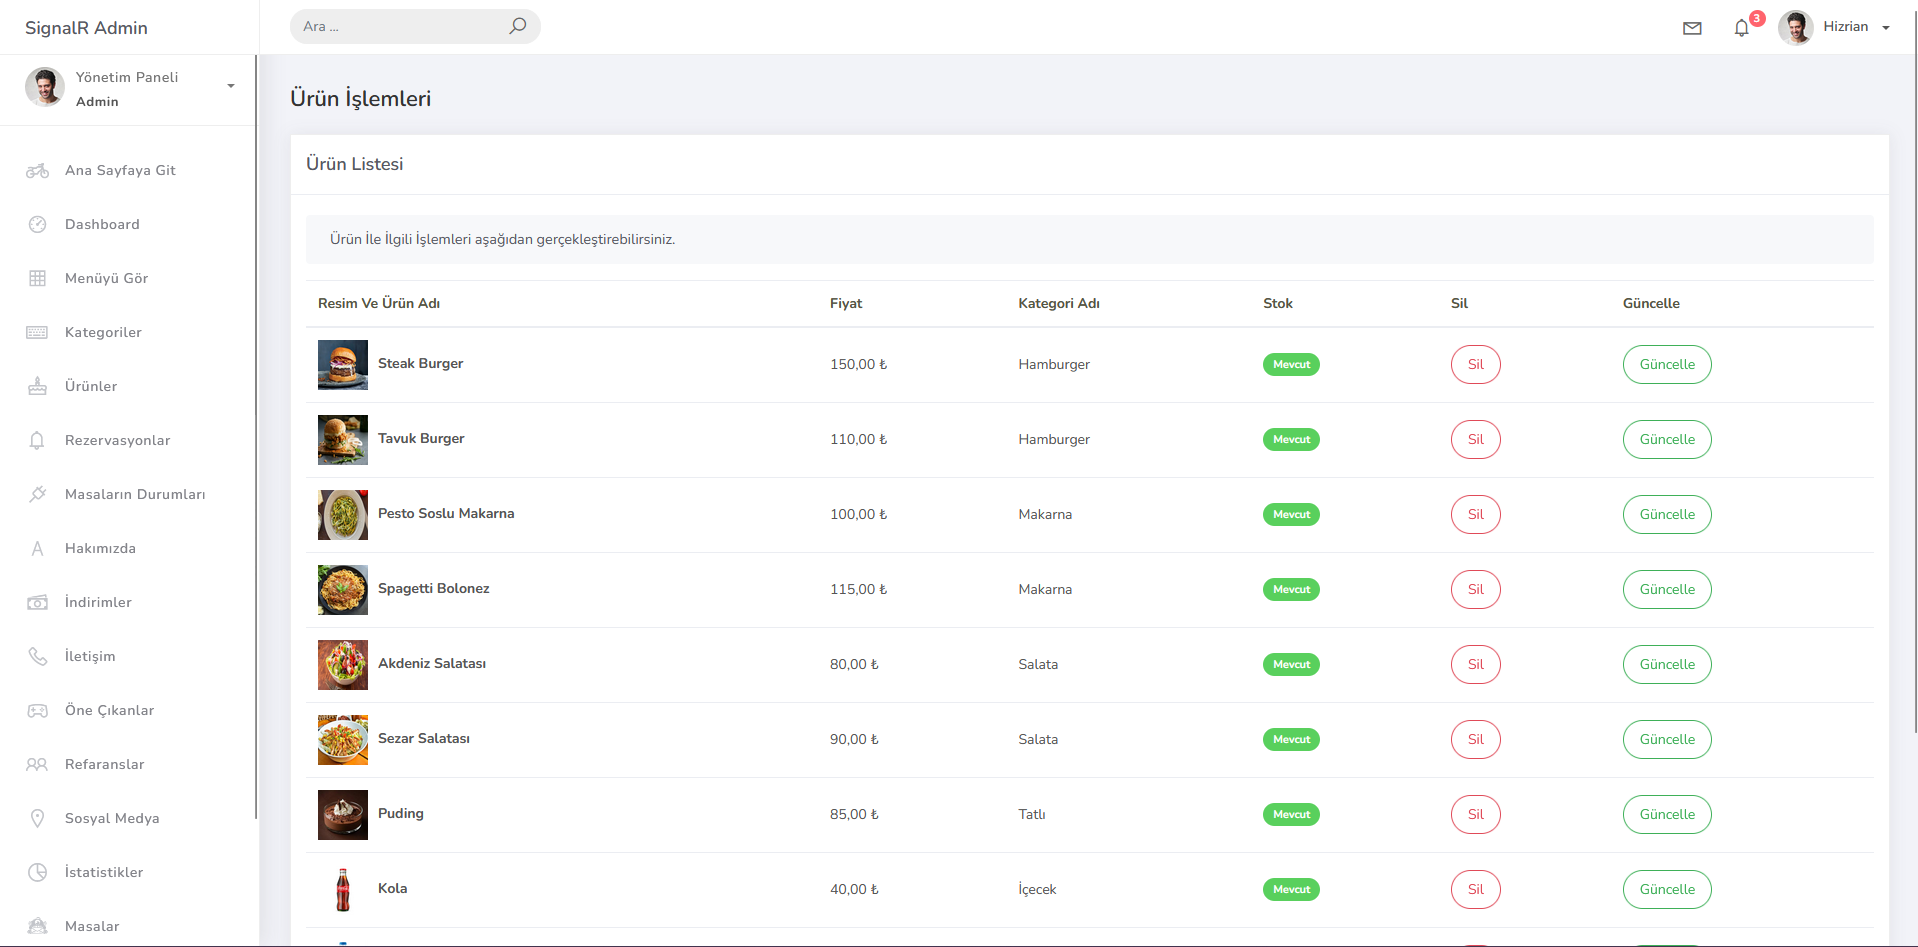 SignalR Admin
Ara ...
3
Hizrian
Yönetim Paneli
Admin
Ana Sayfaya Git
Dashboard
Menüyü Gör
Kategoriler
Ürünler
Rezervasyonlar
Masaların Durumları
Hakımızda
İndirimler
İletişim
Öne Çıkanlar
Refaranslar
Sosyal Medya
İstatistikler
Masalar
Ürün İşlemleri
Ürün Listesi
Ürün İle İlgili İşlemleri aşağıdan gerçekleştirebilirsiniz.
Resim Ve Ürün Adı Fiyat Kategori Adı Stok Sil Güncelle
Steak Burger 150,00 ₺ Hamburger Mevcut Sil Güncelle
Tavuk Burger 110,00 ₺ Hamburger Mevcut Sil Güncelle
Pesto Soslu Makarna 100,00 ₺ Makarna Mevcut Sil Güncelle
Spagetti Bolonez 115,00 ₺ Makarna Mevcut Sil Güncelle
Akdeniz Salatası 80,00 ₺ Salata Mevcut Sil Güncelle
Sezar Salatası 90,00 ₺ Salata Mevcut Sil Güncelle
Puding 85,00 ₺ Tatlı Mevcut Sil Güncelle
Kola 40,00 ₺ İçecek Mevcut Sil Güncelle